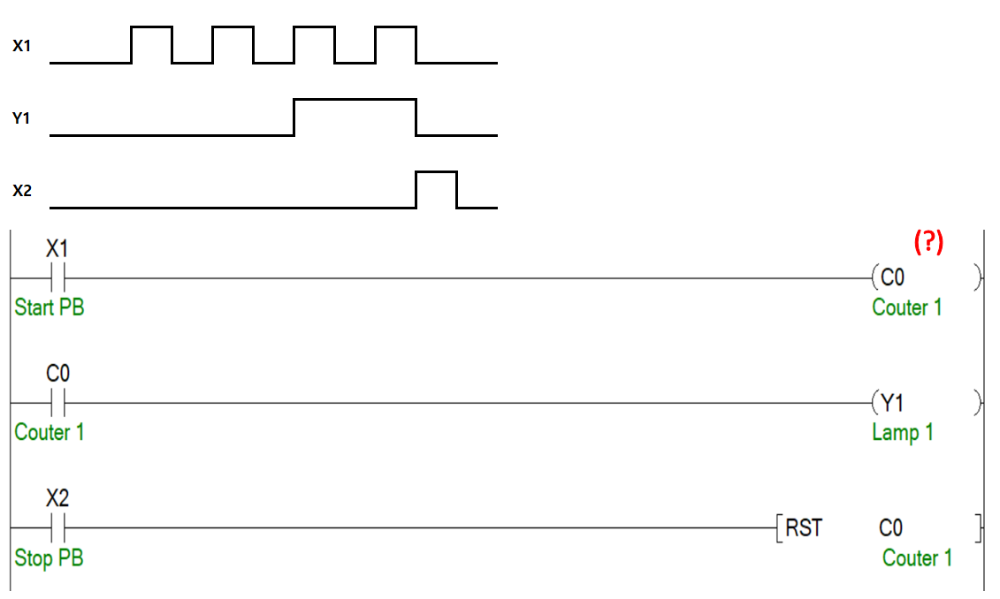 X1
Y1
X2
(?)
X1
C0
Start PB
Couter 1
C0
Y1
Couter 1
Lamp 1
X2
RST C0
Stop PB
Couter 1